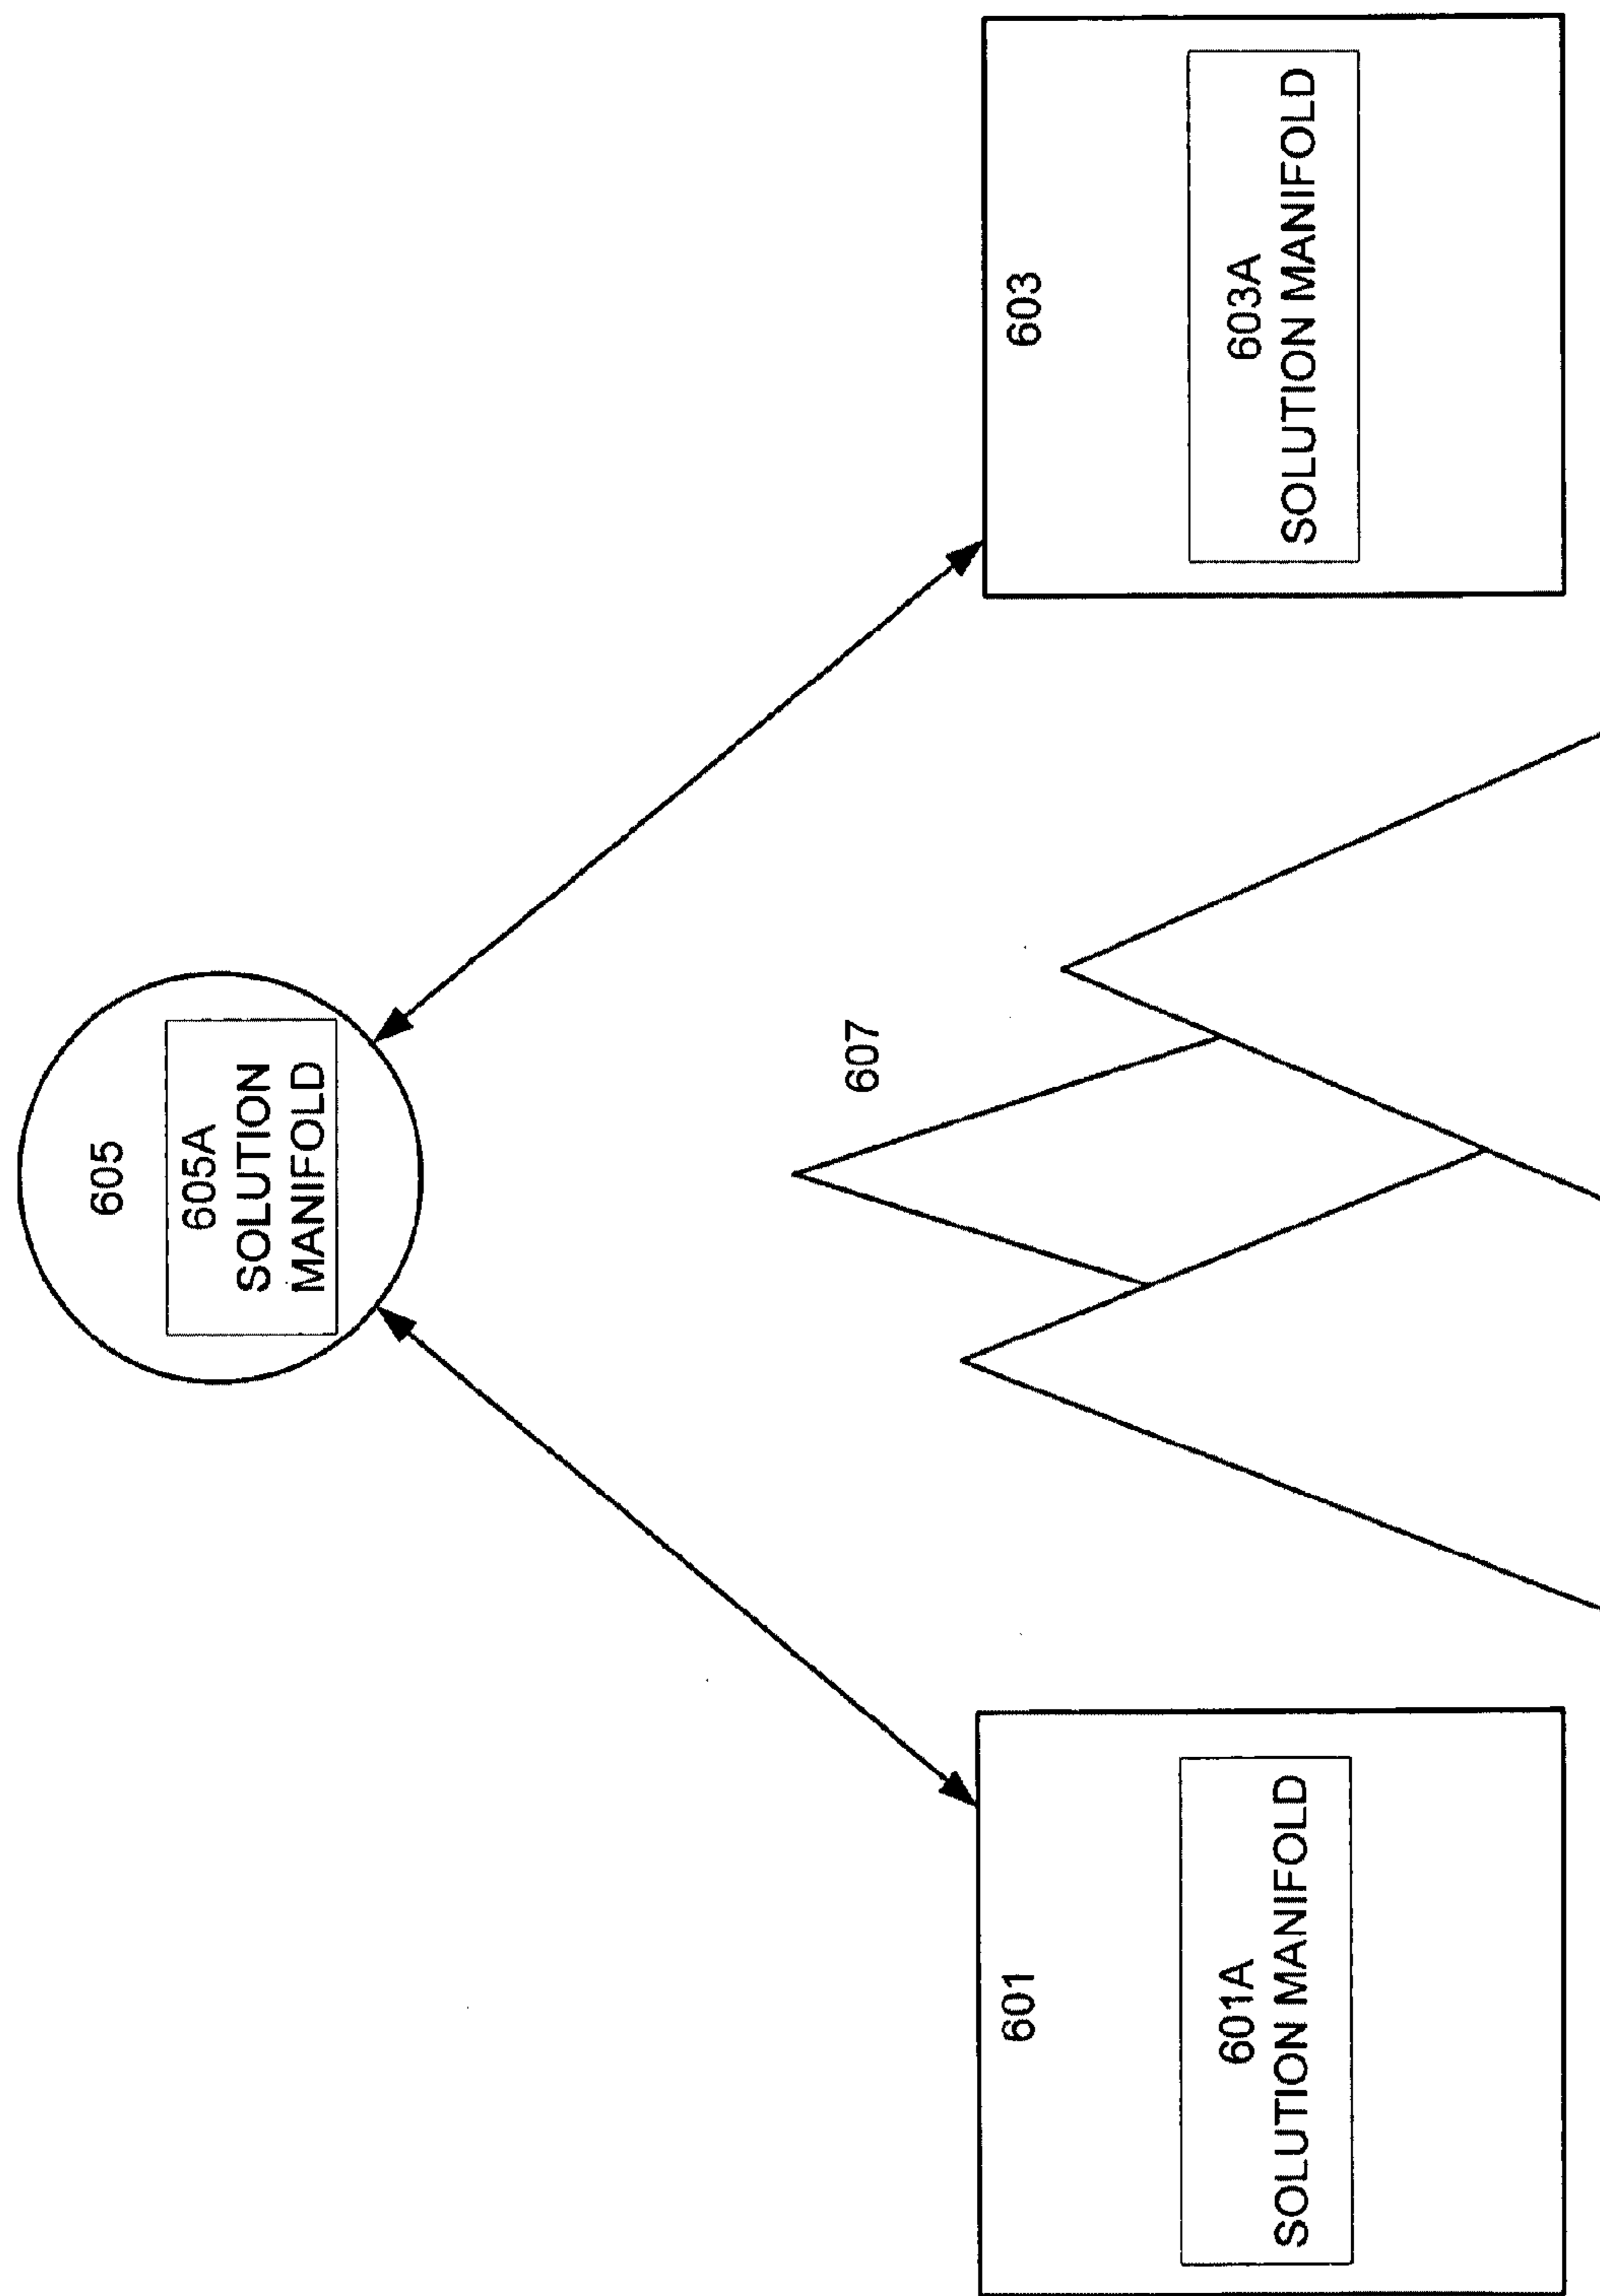 605
605A
SOLUTION
MANIFOLD
607
601
601A
SOLUTION MANIFOLD
603
603A
SOLUTION MANIFOLD